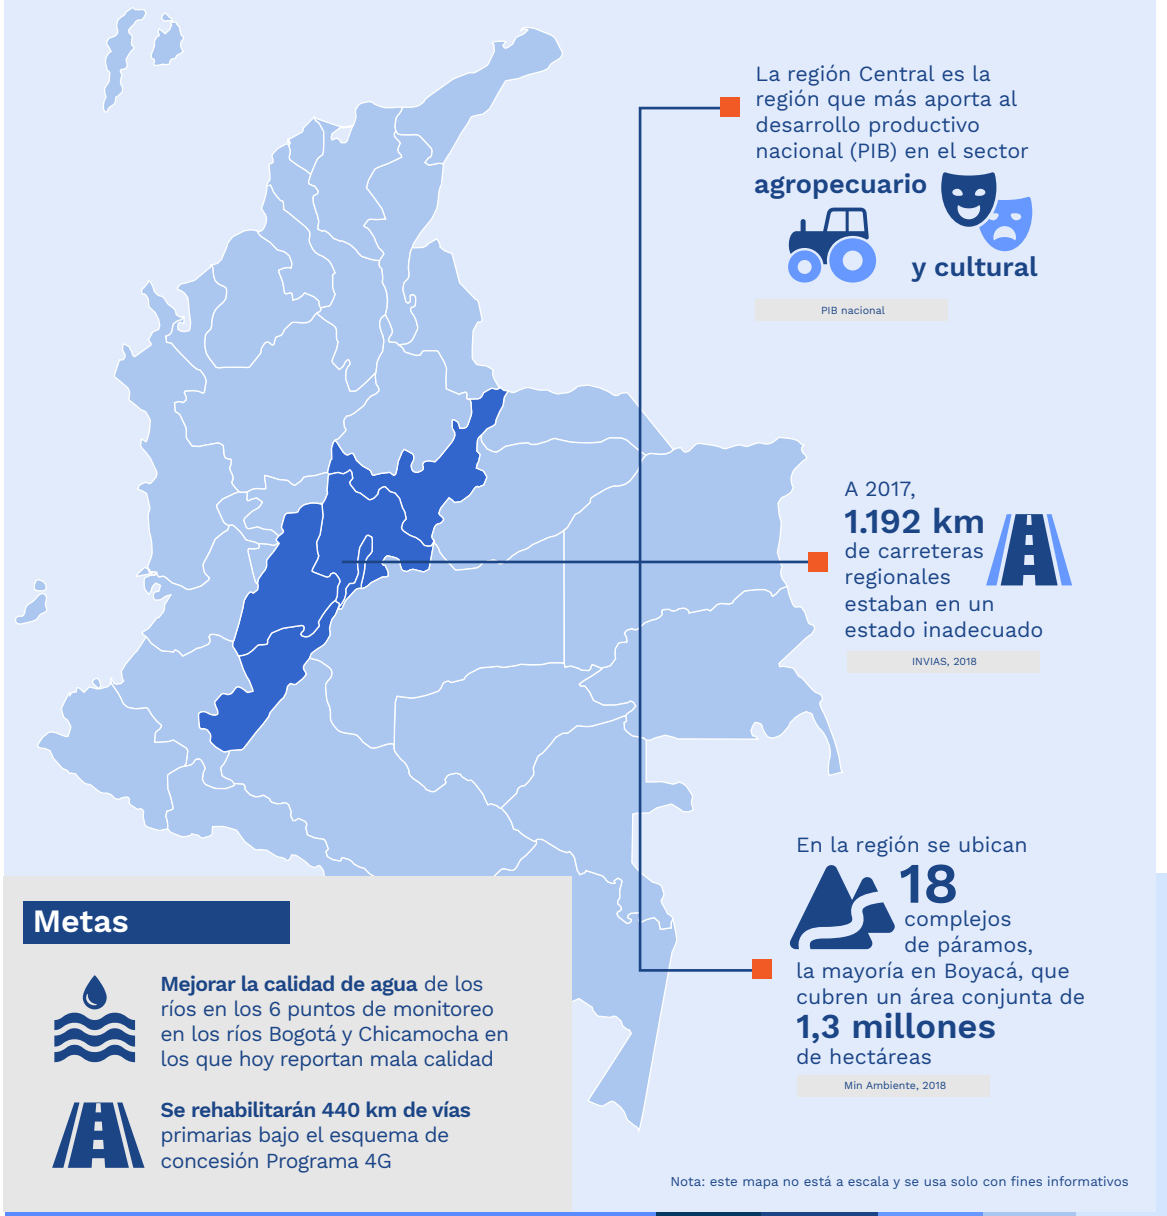 La región Central es la
región que más aporta al
desarrollo productivo
nacional (PIB) en el sector
agropecuario
y cultural
PIB nacional
A 2017,
1.192 km
de carreteras
regionales
estaban en un
estado inadecuado
INVIAS, 2018
En la región se ubican
18
complejos
de páramos,
la mayoría en Boyacá, que
cubren un área conjunta de
1,3 millones
de hectáreas
Min Ambiente, 2018
Metas
Mejorar la calidad de agua de los
ríos en los 6 puntos de monitoreo
en los ríos Bogotá y Chicamocha en
los que hoy reportan mala calidad
Se rehabilitarán 440 km de vías
primarias bajo el esquema de
concesión Programa 4G
Nota: este mapa no está a escala y se usa solo con fines informativos